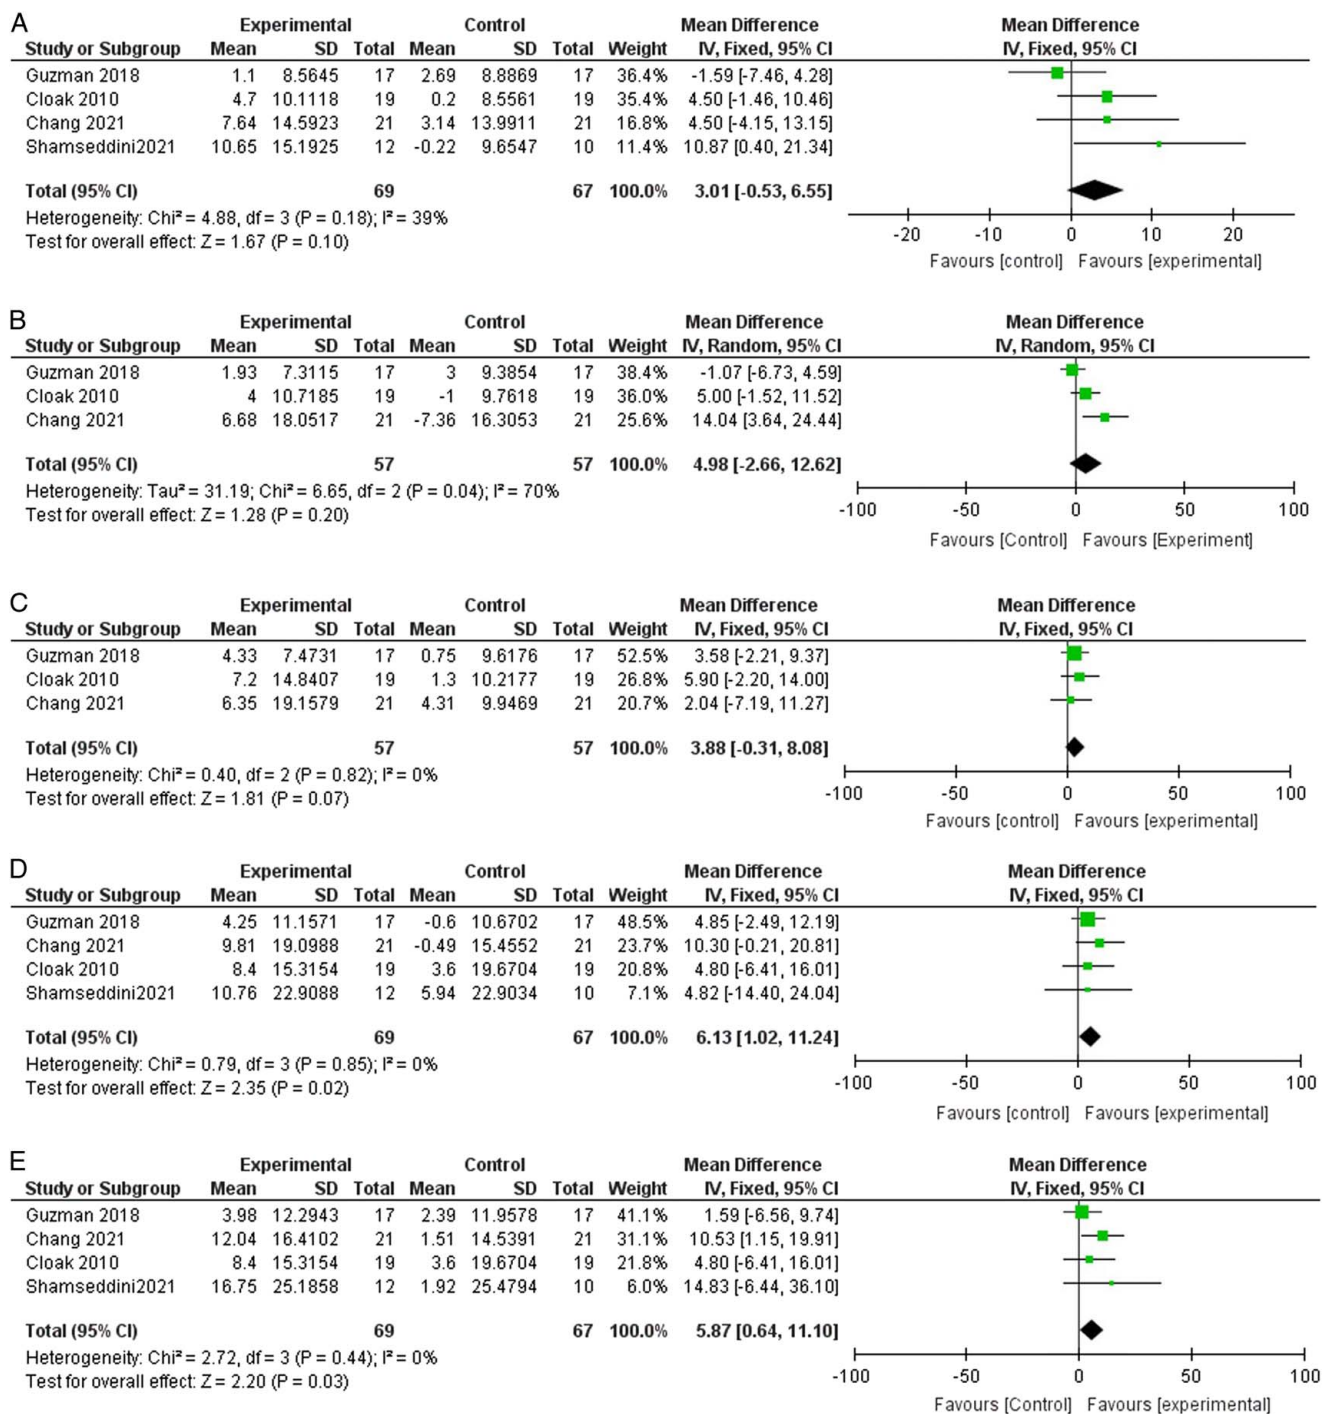 A
Experimental Control Mean Difference Mean Difference
Study or Subgroup Mean SD Total Mean SD Total Weight IV, Fixed, 95% CI IV, Fixed, 95% CI
Guzman 2018 1.1 8.5645 17 2.69 8.8869 17 36.4% -1.59 [-7.46, 4.28]
Cloak 2010 4.7 10.1118 19 0.2 8.5561 19 35.4% 4.50 [-1.46, 10.46]
Chang 2021 7.64 14.5923 21 3.14 13.9911 21 16.8% 4.50 [-4.15, 13.15]
Shamseddini2021 10.65 15.1925 12 -0.22 9.6547 10 11.4% 10.87 [0.40, 21.34]
Total (95% CI) 69 67 100.0% 3.01 [-0.53, 6.55]
Heterogeneity: Chi² = 4.88, df = 3 (P = 0.18); I² = 39%
Test for overall effect: Z = 1.67 (P = 0.10)
-20 -10 0 10 20
Favours [control] Favours [experimental]
B
Experimental Control Mean Difference Mean Difference
Study or Subgroup Mean SD Total Mean SD Total Weight IV, Random, 95% CI IV, Random, 95% CI
Guzman 2018 1.93 7.3115 17 3 9.3854 17 38.4% -1.07 [-6.73, 4.59]
Cloak 2010 4 10.7185 19 -1 9.7618 19 36.0% 5.00 [-1.52, 11.52]
Chang 2021 6.68 18.0517 21 -7.36 16.3053 21 25.6% 14.04 [3.64, 24.44]
Total (95% CI) 57 57 100.0% 4.98 [-2.66, 12.62]
Heterogeneity: Tau² = 31.19; Chi² = 6.65, df = 2 (P = 0.04); I² = 70%
Test for overall effect: Z = 1.28 (P = 0.20)
-100 -50 0 50 100
Favours [Control] Favours [Experiment]
C
Experimental Control Mean Difference Mean Difference
Study or Subgroup Mean SD Total Mean SD Total Weight IV, Fixed, 95% CI IV, Fixed, 95% CI
Guzman 2018 4.33 7.4731 17 0.75 9.6176 17 52.5% 3.58 [-2.21, 9.37]
Cloak 2010 7.2 14.8407 19 1.3 10.2177 19 26.8% 5.90 [-2.20, 14.00]
Chang 2021 6.35 19.1579 21 4.31 9.9469 21 20.7% 2.04 [-7.19, 11.27]
Total (95% CI) 57 57 100.0% 3.88 [-0.31, 8.08]
Heterogeneity: Chi² = 0.40, df = 2 (P = 0.82); I² = 0%
Test for overall effect: Z = 1.81 (P = 0.07)
-100 -50 0 50 100
Favours [control] Favours [experimental]
D
Experimental Control Mean Difference Mean Difference
Study or Subgroup Mean SD Total Mean SD Total Weight IV, Fixed, 95% CI IV, Fixed, 95% CI
Guzman 2018 4.25 11.1571 17 -0.6 10.6702 17 48.5% 4.85 [-2.49, 12.19]
Chang 2021 9.81 19.0988 21 -0.49 15.4552 21 23.7% 10.30 [-0.21, 20.81]
Cloak 2010 8.4 15.3154 19 3.6 19.6704 19 20.8% 4.80 [-6.41, 16.01]
Shamseddini2021 10.76 22.9088 12 5.94 22.9034 10 7.1% 4.82 [-14.40, 24.04]
Total (95% CI) 69 67 100.0% 6.13 [1.02, 11.24]
Heterogeneity: Chi² = 0.79, df = 3 (P = 0.85); I² = 0%
Test for overall effect: Z = 2.35 (P = 0.02)
-100 -50 0 50 100
Favours [control] Favours [experimental]
E
Experimental Control Mean Difference Mean Difference
Study or Subgroup Mean SD Total Mean SD Total Weight IV, Fixed, 95% CI IV, Fixed, 95% CI
Guzman 2018 3.98 12.2943 17 2.39 11.9578 17 41.1% 1.59 [-6.56, 9.74]
Chang 2021 12.04 16.4102 21 1.51 14.5391 21 31.1% 10.53 [1.15, 19.91]
Cloak 2010 8.4 15.3154 19 3.6 19.6704 19 21.8% 4.80 [-6.41, 16.01]
Shamseddini2021 16.75 25.1858 12 1.92 25.4794 10 6.0% 14.83 [-6.44, 36.10]
Total (95% CI) 69 67 100.0% 5.87 [0.64, 11.10]
Heterogeneity: Chi² = 2.72, df = 3 (P = 0.44); I² = 0%
Test for overall effect: Z = 2.20 (P = 0.03)
-100 -50 0 50 100
Favours [Control] Favours [experimental]